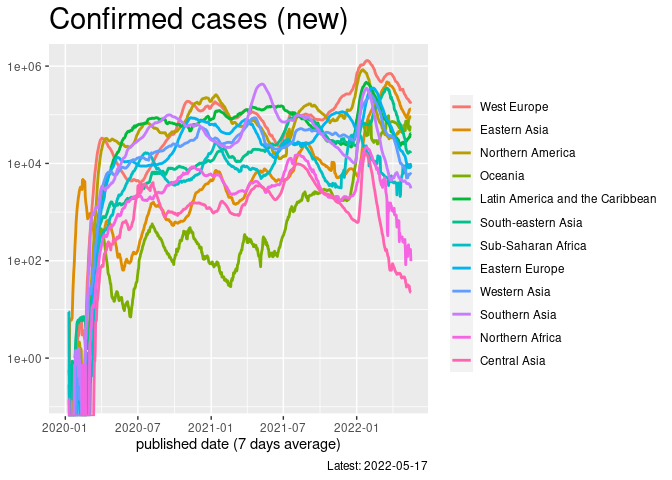 Confirmed cases (new)
1e+06
1e+04
1e+02
1e+00
2020-01
2020-07
2021-01
2021-07
2022-01
published date (7 days average)
Latest: 2022-05-17
West Europe
Eastern Asia
Northern America
Oceania
Latin America and the Caribbean
South-eastern Asia
Sub-Saharan Africa
Eastern Europe
Western Asia
Southern Asia
Northern Africa
Central Asia